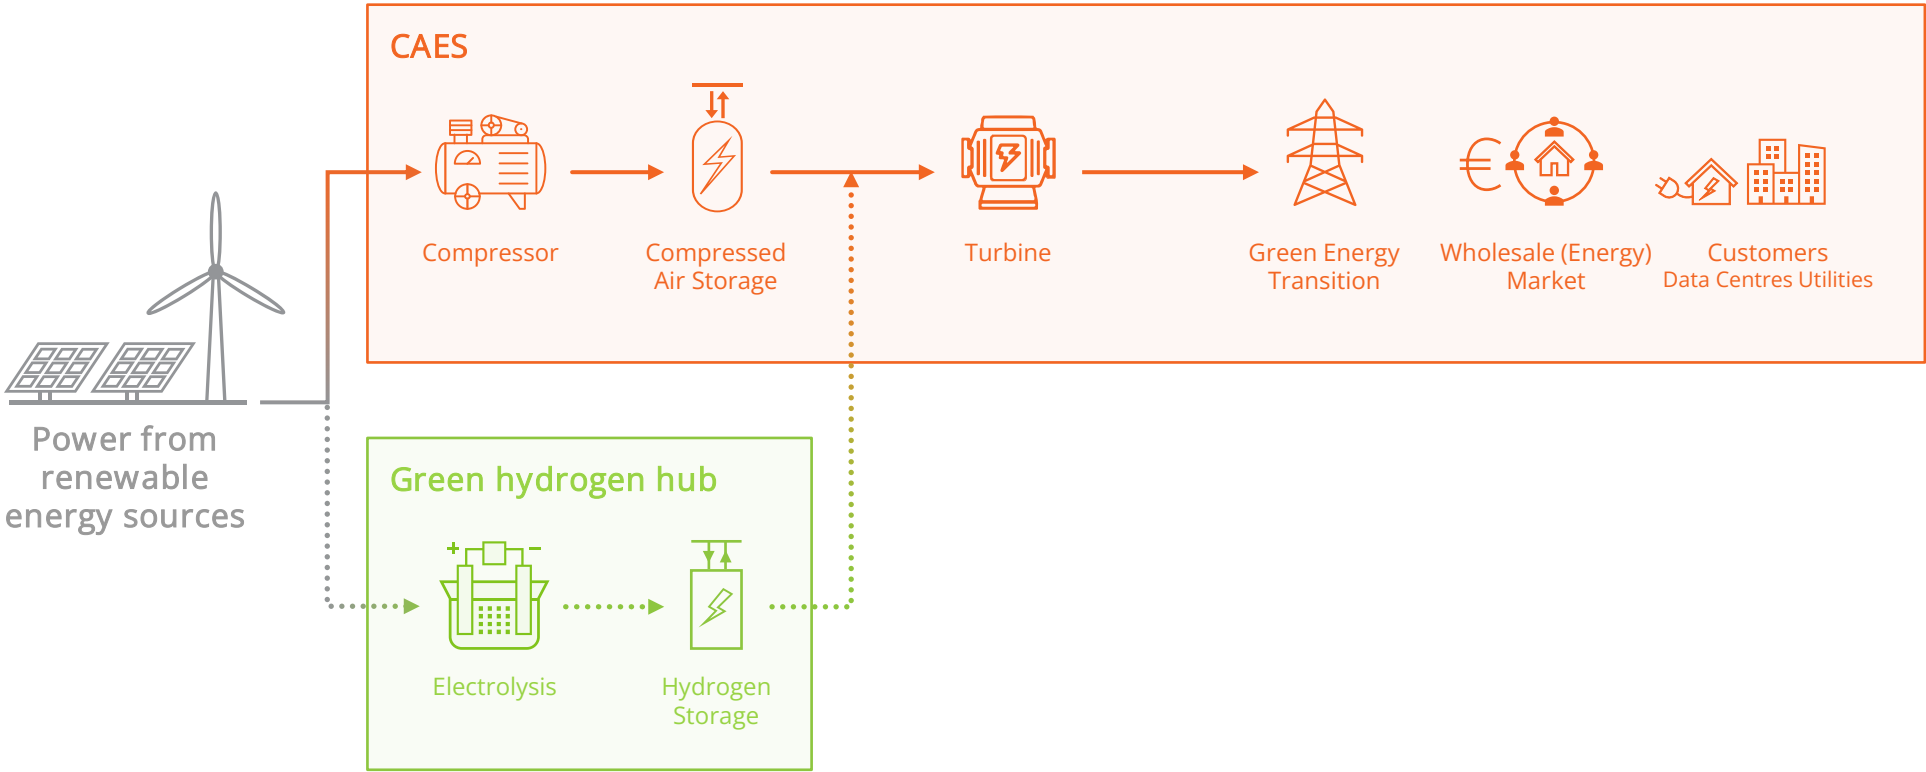 CAES
Compressor
Compressed
Air Storage
Turbine
Green Energy
Transition
Wholesale (Energy)
Market
Customers
Data Centres Utilities
Power from
renewable
energy sources
Green hydrogen hub
+ −
Electrolysis
Hydrogen
Storage